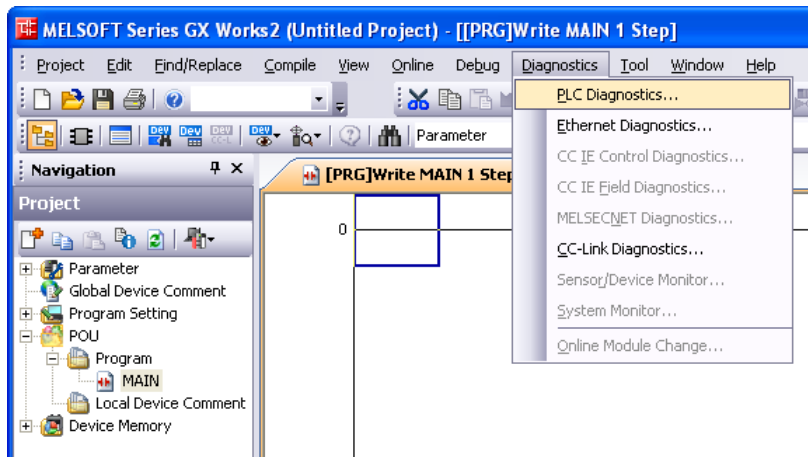 MELSOFT Series GX Works2 (Untitled Project) - [[PRG]Write MAIN 1 Step]
Project Edit Find/Replace Compile View Online Debug Diagnostics Tool Window Help
PLC Diagnostics...
Ethernet Diagnostics...
CC IE Control Diagnostics...
CC IE Field Diagnostics...
MELSECNET Diagnostics...
CC-Link Diagnostics...
Sensor/Device Monitor...
System Monitor...
Online Module Change...
Parameter
Navigation
[PRG]Write MAIN 1 Step
Project
0
Parameter
Global Device Comment
Program Setting
POU
Program
MAIN
Local Device Comment
Device Memory